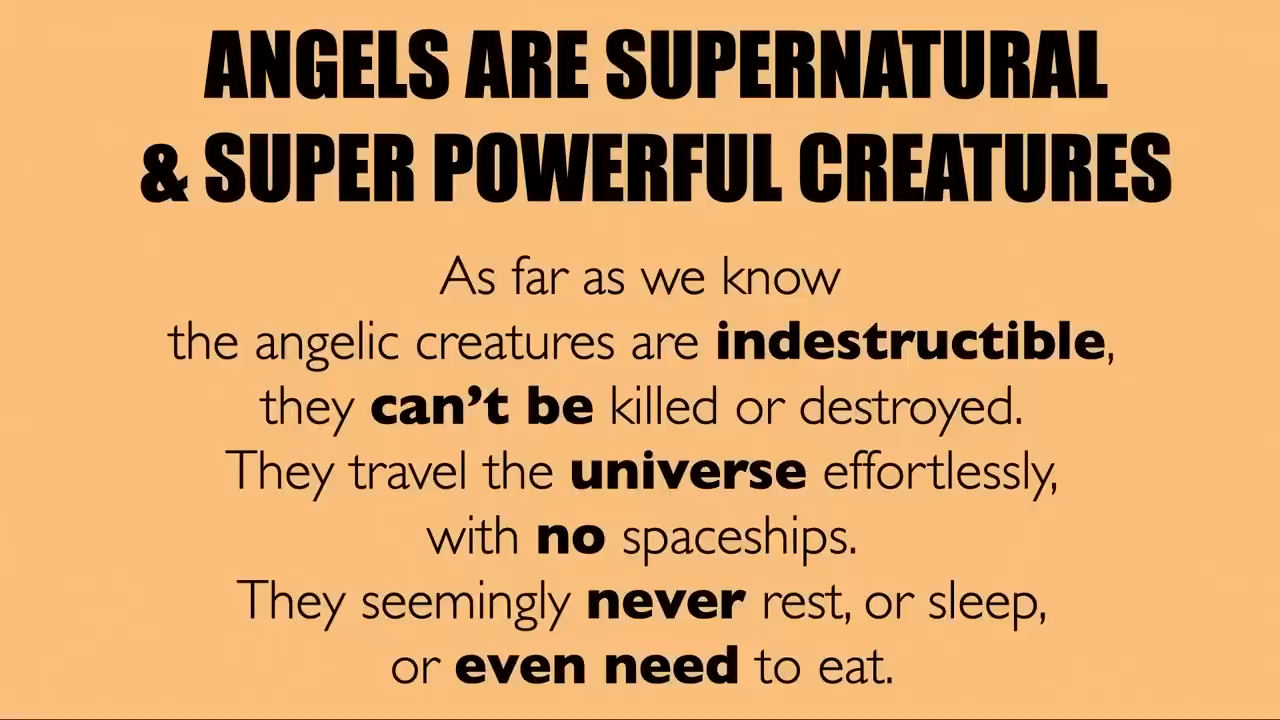 ANGELS ARE SUPERNATURAL
& SUPER POWERFUL CREATURES
As far as we know
the angelic creatures are indestructible,
they can’t be killed or destroyed.
They travel the universe effortlessly,
with no spaceships.
They seemingly never rest, or sleep,
or even need to eat.